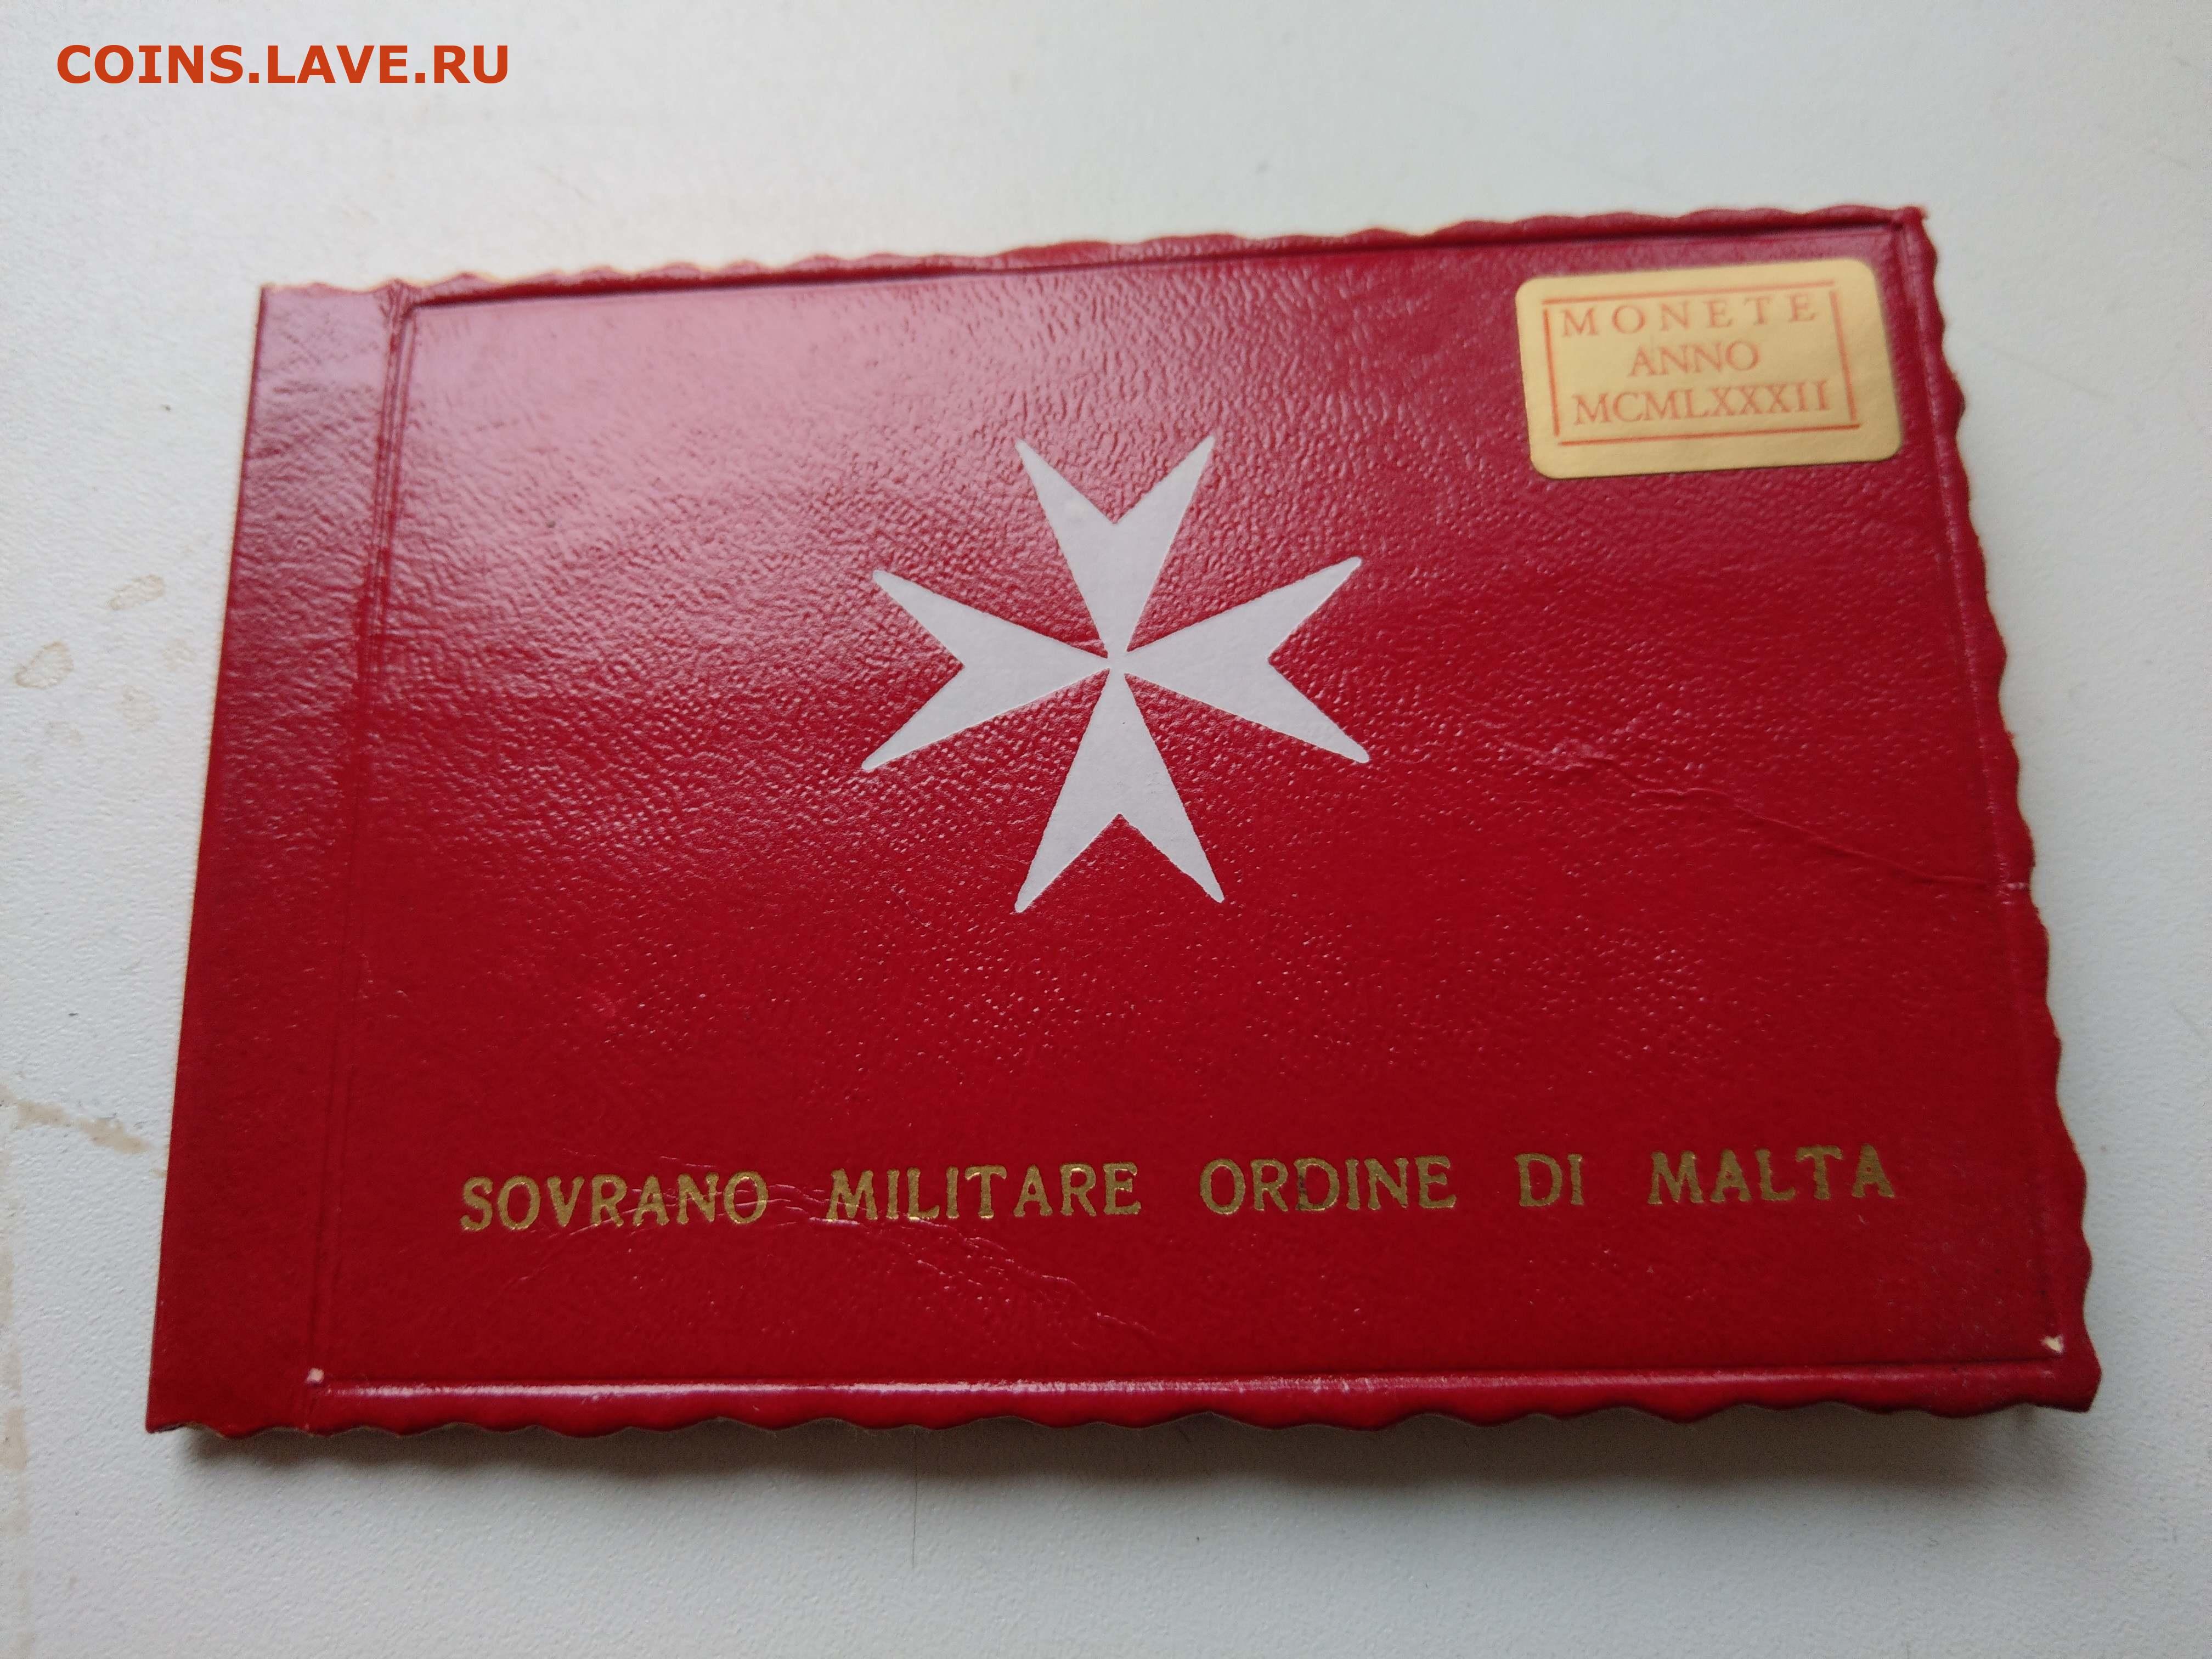 COINS.LAVE.RU
MONETE
ANNO
MCMLXXXII
SOVRANO MILITARE ORDINE DI MALTA